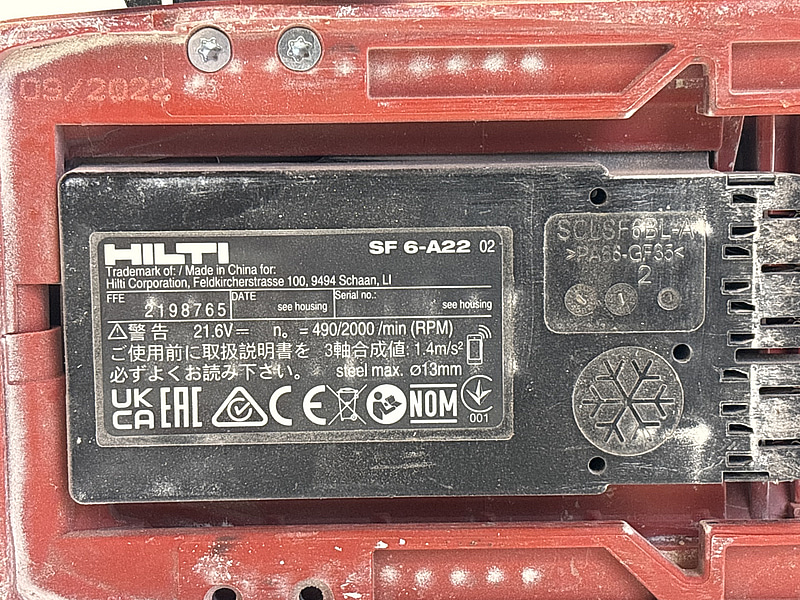 09/2022
HILTI SF 6-A22 02
Trademark of: / Made in China for:
Hilti Corporation, Feldkircherstrasse 100, 9494 Schaan, LI
FFE 2198765 DATE see housing Serial no.: see housing
⚠警告 21.6V⎓ n₀ = 490/2000 /min (RPM)
ご使用前に取扱説明書を 3軸合成値: 1.4m/s²
必ずよくお読み下さい。 steel max. ∅13mm
UK CA EAC CE NOM 001
SCLSF6BL-A
>PA66-GF35<
2